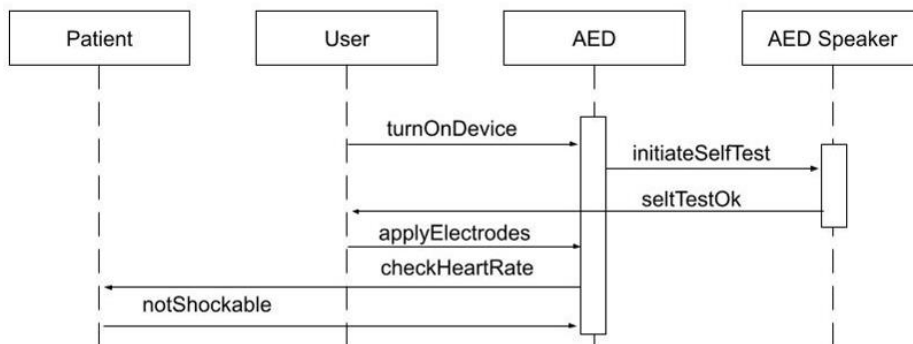 Patient
User
AED
AED Speaker
turnOnDevice
initiateSelfTest
seltTestOk
applyElectrodes
checkHeartRate
notShockable